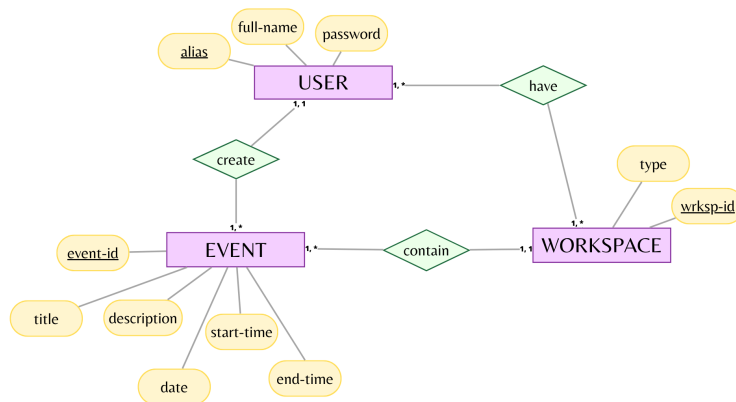 full-name
password
alias
USER
1, *
have
1, 1
create
type
wrksp-id
1, *
1, *
event-id
EVENT
1, *
contain
1, 1
WORKSPACE
title
description
start-time
date
end-time